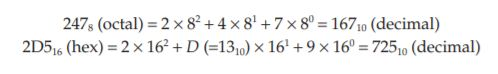 247₈ (octal) = 2 × 8² + 4 × 8¹ + 7 × 8⁰ = 167₁₀ (decimal)
2D5₁₆ (hex) = 2 × 16² + D (=13₁₀) × 16¹ + 9 × 16⁰ = 725₁₀ (decimal)